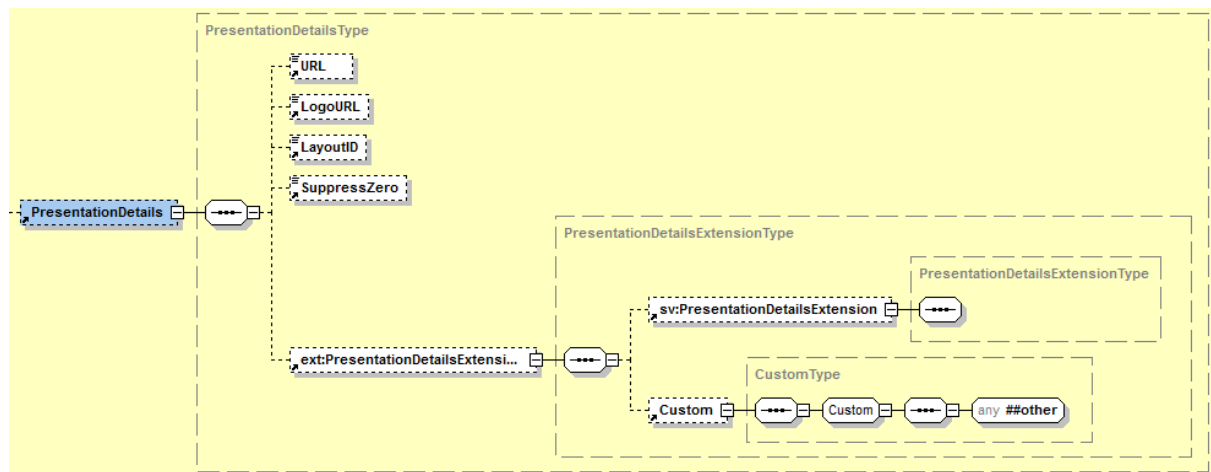 PresentationDetailsType
URL
LogoURL
LayoutID
SuppressZero
PresentationDetails
PresentationDetailsExtensionType
PresentationDetailsExtensionType
sv:PresentationDetailsExtension
ext:PresentationDetailsExtensi...
CustomType
Custom
Custom
any ##other